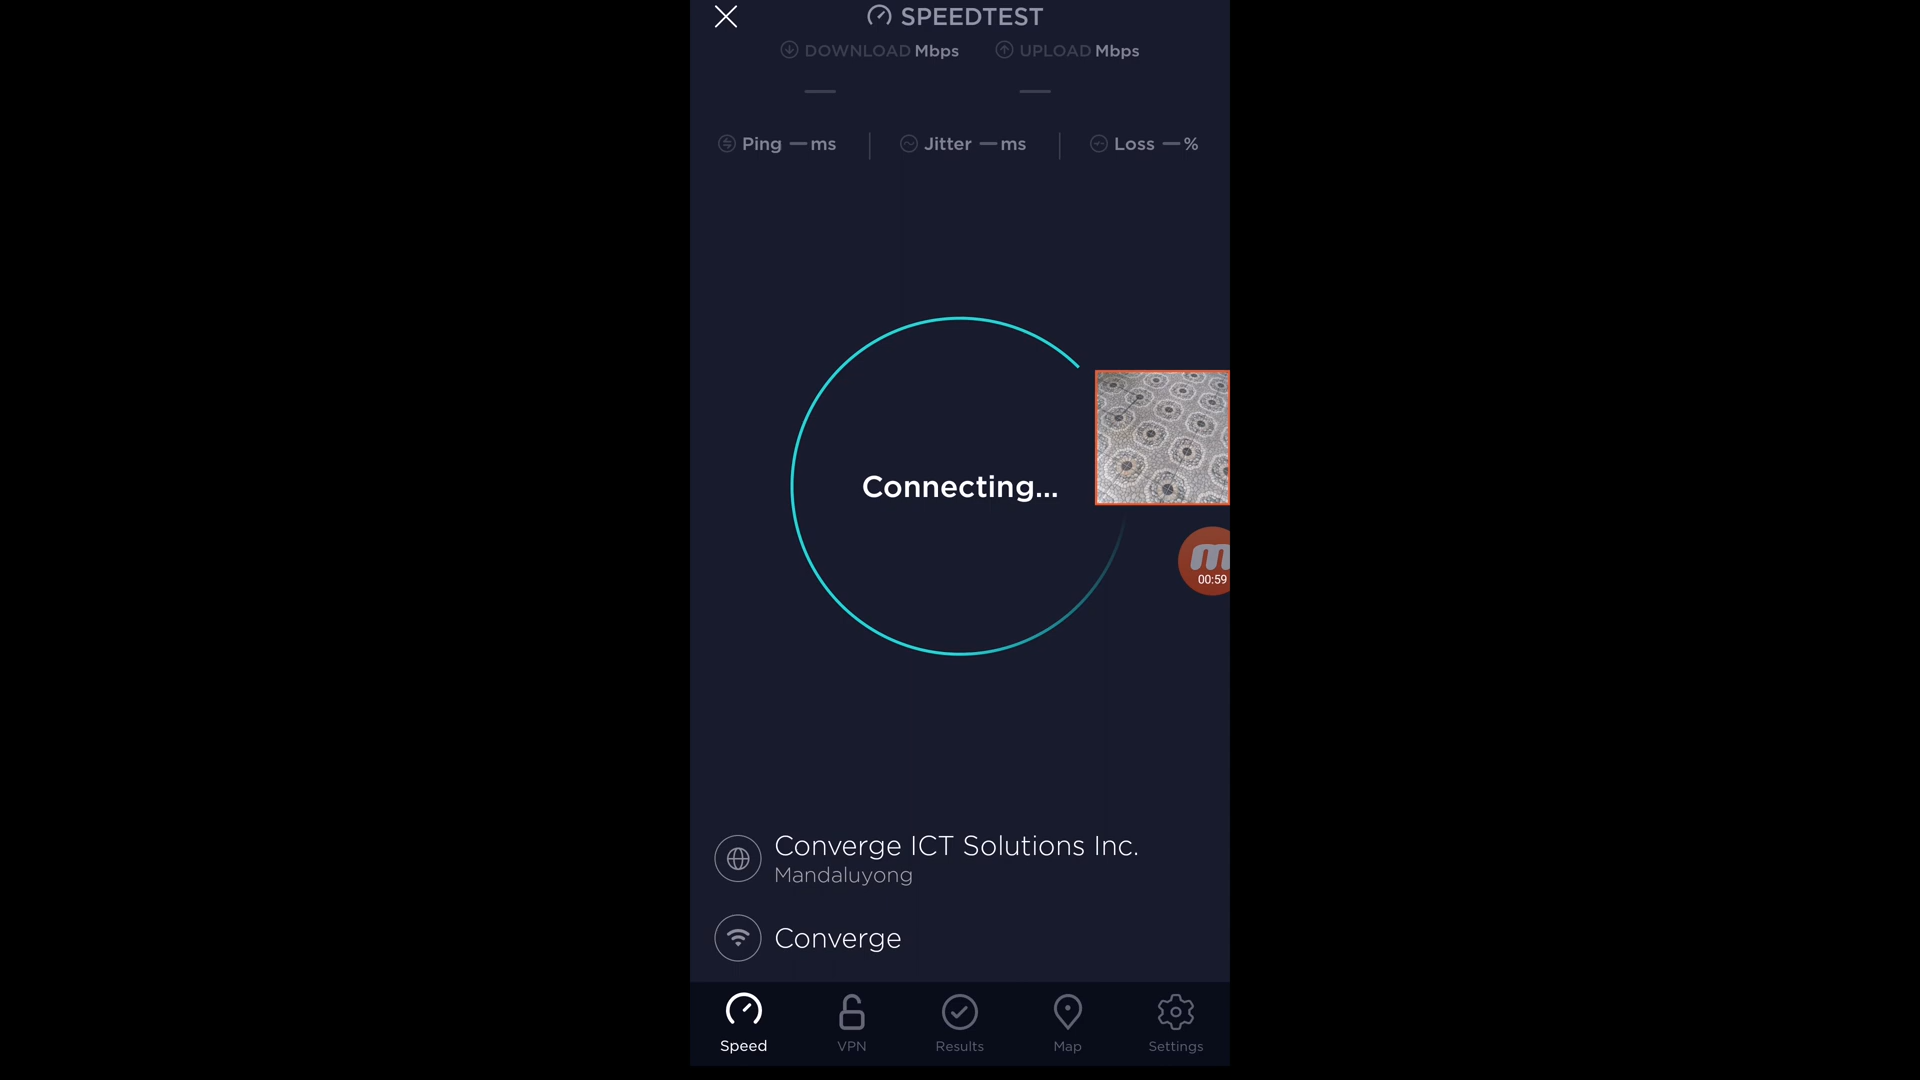 SPEEDTEST
DOWNLOAD Mbps UPLOAD Mbps
— —
Ping — ms Jitter — ms Loss — %
Connecting...
00:59
Converge ICT Solutions Inc.
Mandaluyong
Converge
Speed VPN Results Map Settings